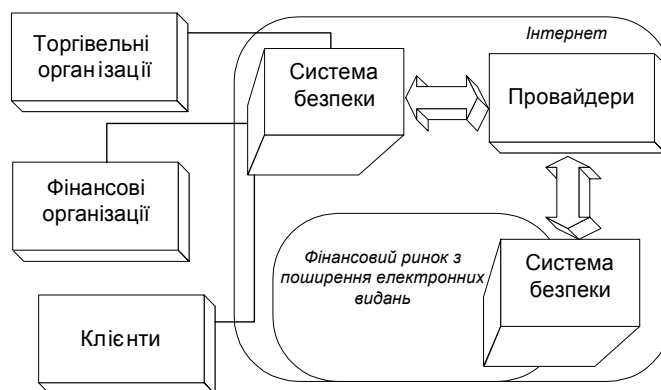 Торгівельні
організації
Інтернет
Система
безпеки
Провайдери
Фінансові
організації
Фінансовий ринок з
поширення електронних
видань
Система
безпеки
Клієнти